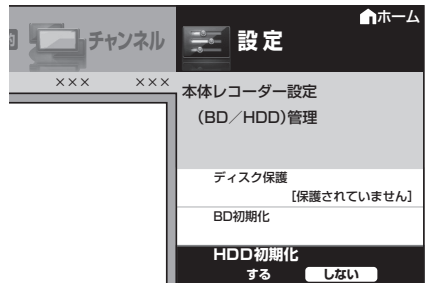 ホーム
的 チャンネル 設定
××× ×××
本体レコーダー設定
(BD／HDD)管理
ディスク保護
[保護されていません]
BD初期化
HDD初期化
する しない